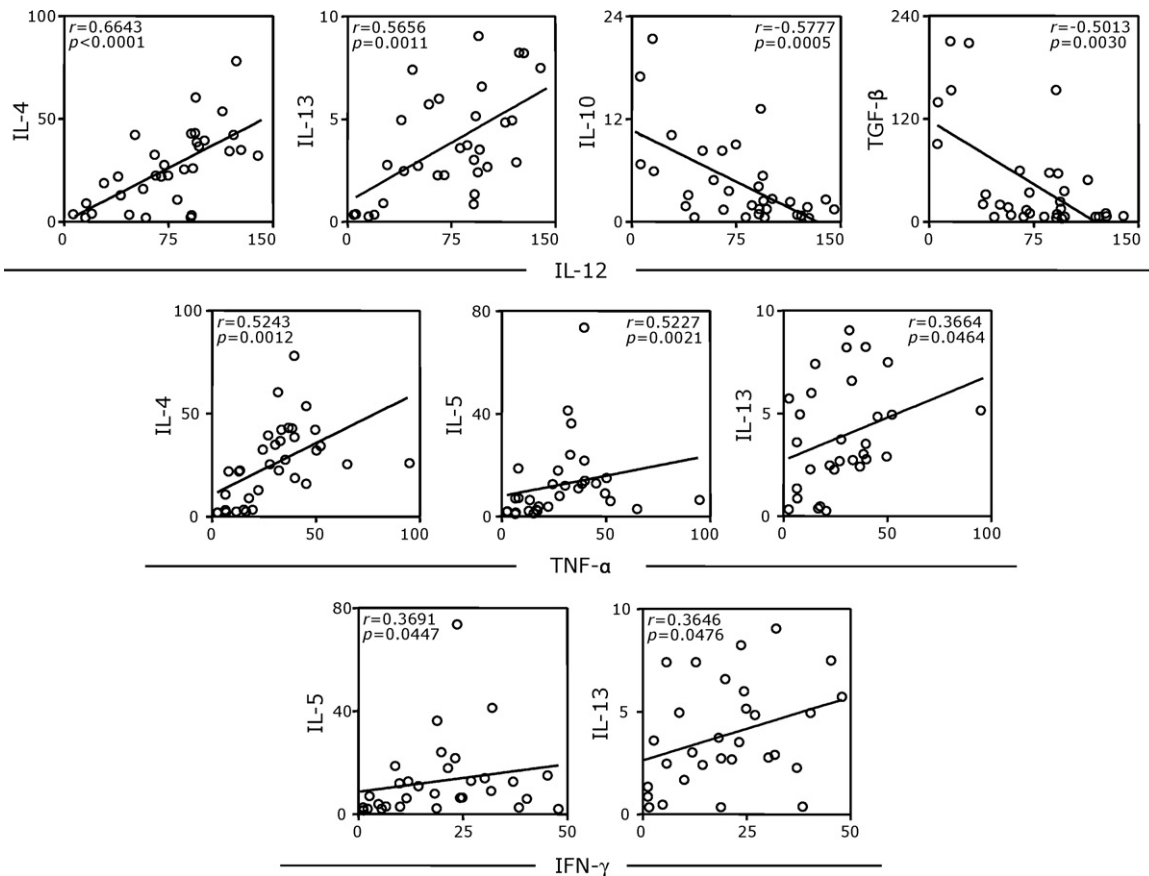 r=0.6643
p<0.0001
IL-4
100
50
0
0 75 150
r=0.5656
p=0.0011
IL-13
10
5
0
0 75 150
r=-0.5777
p=0.0005
IL-10
24
12
0
0 75 150
r=-0.5013
p=0.0030
TGF-β
240
120
0
0 75 150
IL-12
r=0.5243
p=0.0012
IL-4
100
50
0
0 50 100
r=0.5227
p=0.0021
IL-5
80
40
0
0 50 100
r=0.3664
p=0.0464
IL-13
10
5
0
0 50 100
TNF-α
r=0.3691
p=0.0447
IL-5
80
40
0
0 25 50
r=0.3646
p=0.0476
IL-13
10
5
0
0 25 50
IFN-γ